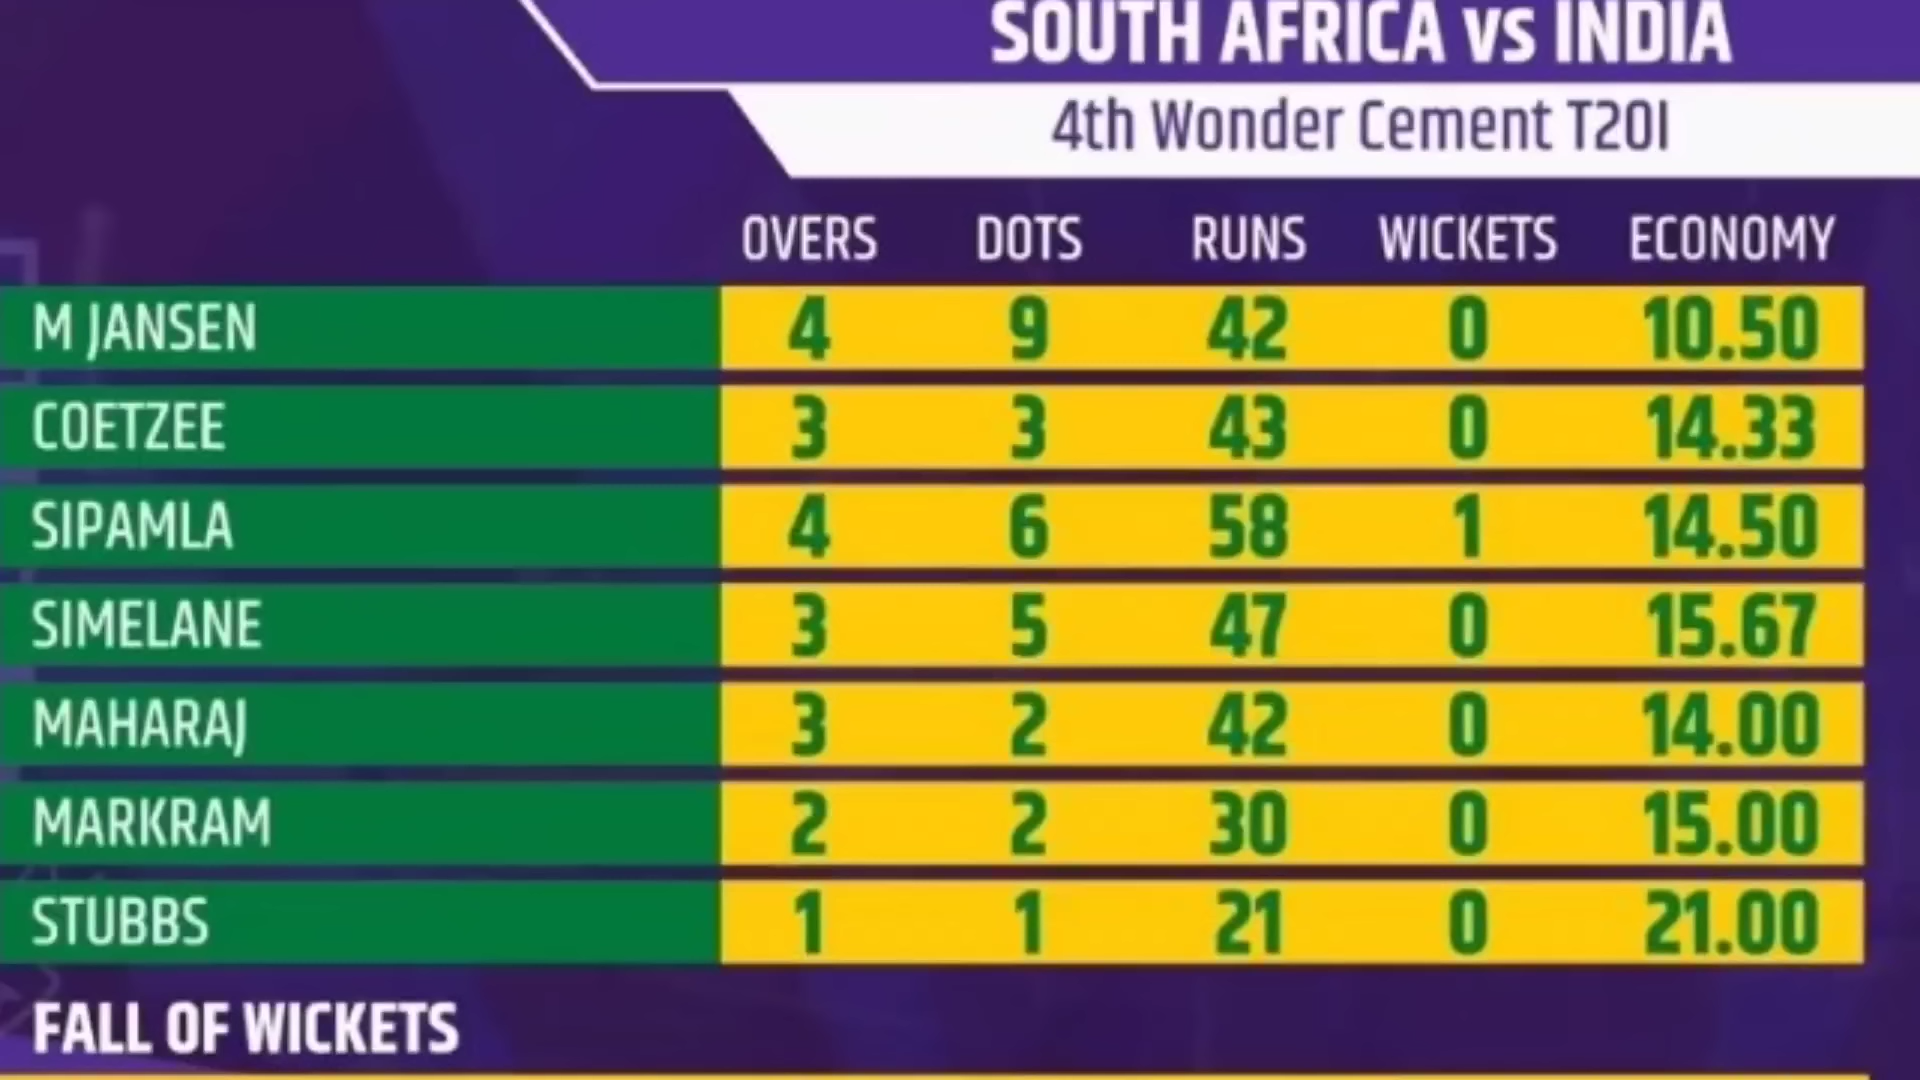 SOUTH AFRICA vs INDIA
4th Wonder Cement T20I
OVERS DOTS RUNS WICKETS ECONOMY
M JANSEN 4 9 42 0 10.50
COETZEE 3 3 43 0 14.33
SIPAMLA 4 6 58 1 14.50
SIMELANE 3 5 47 0 15.67
MAHARAJ 3 2 42 0 14.00
MARKRAM 2 2 30 0 15.00
STUBBS 1 1 21 0 21.00
FALL OF WICKETS